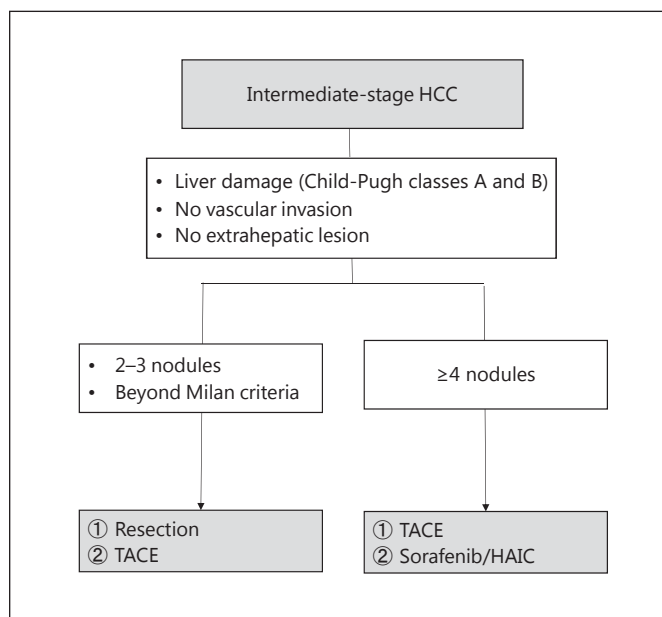 Intermediate-stage HCC
• Liver damage (Child-Pugh classes A and B)
• No vascular invasion
• No extrahepatic lesion
• 2–3 nodules
• Beyond Milan criteria
≥4 nodules
① Resection
② TACE
① TACE
② Sorafenib/HAIC